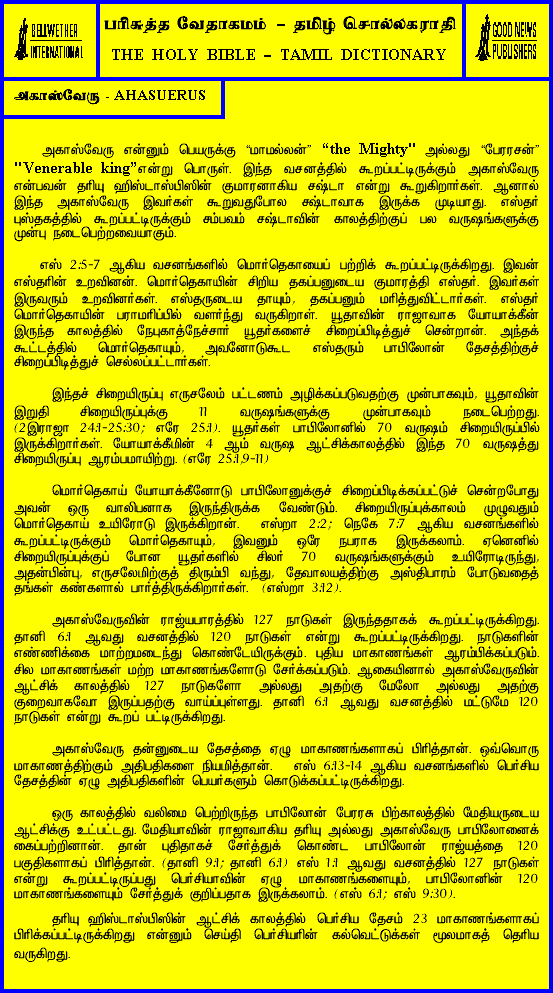 BELLWETHER
INTERNATIONAL
பரிசுத்த வேதாகமம் – தமிழ் சொல்லகராதி
THE HOLY BIBLE – TAMIL DICTIONARY
GOOD NEWS
PUBLISHERS
அகாஸ்வேரு - AHASUERUS
அகாஸ்வேரு என்னும் பெயருக்கு “மாமல்லன்” “the Mighty" அல்லது “பேரரசன்”
"Venerable king”என்று பொருள். இந்த வசனத்தில் கூறப்பட்டிருக்கும் அகாஸ்வேரு
என்பவன் தரியு ஹிஸ்டாஸ்பிஸின் குமாரனாகிய சஷ்டா என்று கூறுகிறார்கள். ஆனால்
இந்த அகாஸ்வேரு இவர்கள் கூறுவதுபோல க்ஷ்டாவாக இருக்க முடியாது. எஸ்தர்
புஸ்தகத்தில் கூறப்பட்டிருக்கும் சம்பவம் சஷ்டாவின் காலத்திற்குப் பல வருஷங்களுக்கு
முன்பு நடைபெற்றவையாகும்.
எஸ் 2:5-7 ஆகிய வசனங்களில் மொர்தெகாயைப் பற்றிக் கூறப்பட்டிருக்கிறது. இவன்
எஸ்தரின் உறவினன். மொர்தெகாயின் சிறிய தகப்பனுடைய குமாரத்தி எஸ்தர். இவர்கள்
இருவரும் உறவினர்கள். எஸ்தருடைய தாயும், தகப்பனும் மரித்துவிட்டார்கள். எஸ்தர்
மொர்தெகாயின் பராமரிப்பில் வளர்ந்து வருகிறாள். யூதாவின் ராஜாவாக யோயாக்கீன்
இருந்த காலத்தில் நேபுகாத்நேச்சார் யூதர்களைச் சிறைப்பிடித்துச் சென்றான். அந்தக்
கூட்டத்தில் மொர்தெகாயும், அவனோடுகூட எஸ்தரும் பாபிலோன் தேசத்திற்குச்
சிறைப்பிடித்துச் செல்லப்பட்டார்கள்.
இந்தச் சிறையிருப்பு எருசலேம் பட்டணம் அழிக்கப்படுவதற்கு முன்பாகவும், யூதாவின்
இறுதி சிறையிருப்புக்கு 11 வருஷங்களுக்கு முன்பாகவும் நடைபெற்றது.
(2இராஜா 24:1-25:30; எரே 25:1). யூதர்கள் பாபிலோனில் 70 வருஷம் சிறையிருப்பில்
இருக்கிறார்கள். யோயாக்கீமின் 4 ஆம் வருஷ ஆட்சிக்காலத்தில் இந்த 70 வருஷத்து
சிறையிருப்பு ஆரம்பமாயிற்று. (எரே 25:1,9-11)
மொர்தெகாய் யோயாக்கீனோடு பாபிலோனுக்குச் சிறைப்பிடிக்கப்பட்டுச் சென்றபோது
அவன் ஒரு வாலிபனாக இருந்திருக்க வேண்டும். சிறையிருப்புக்காலம் முழுவதும்
மொர்தெகாய் உயிரோடு இருக்கிறான். எஸ்றா 2:2; நெகே 7:7 ஆகிய வசனங்களில்
கூறப்பட்டிருக்கும் மொர்தெகாயும், இவனும் ஒரே நபராக இருக்கலாம். ஏனெனில்
சிறையிருப்புக்குப் போன யூதர்களில் சிலர் 70 வருஷங்களுக்கும் உயிரோடிருந்து,
அதன்பின்பு, எருசலேமிற்குத் திரும்பி வந்து, தேவாலயத்திற்கு அஸ்திபாரம் போடுவதைத்
தங்கள் கண்களால் பார்த்திருக்கிறார்கள். (எஸ்றா 3:12).
அகாஸ்வேருவின் ராஜ்யபாரத்தில் 127 நாடுகள் இருந்ததாகக் கூறப்பட்டிருக்கிறது.
தானி 6:1 ஆவது வசனத்தில் 120 நாடுகள் என்று கூறப்பட்டிருக்கிறது. நாடுகளின்
எண்ணிக்கை மாற்றமடைந்து கொண்டேயிருக்கும். புதிய மாகாணங்கள் ஆரம்பிக்கப்படும்.
சில மாகாணங்கள் மற்ற மாகாணங்களோடு சேர்க்கப்படும். ஆகையினால் அகாஸ்வேருவின்
ஆட்சிக் காலத்தில் 127 நாடுகளோ அல்லது அதற்கு மேலோ அல்லது அதற்கு
குறைவாகவோ இருப்பதற்கு வாய்ப்புள்ளது. தானி 6:1 ஆவது வசனத்தில் மட்டுமே 120
நாடுகள் என்று கூறப் பட்டிருக்கிறது.
அகாஸ்வேரு தன்னுடைய தேசத்தை ஏழு மாகாணங்களாகப் பிரித்தான். ஒவ்வொரு
மாகாணத்திற்கும் அதிபதிகளை நியமித்தான். எஸ் 6:13-14 ஆகிய வசனங்களில் பெர்சிய
தேசத்தின் ஏழு அதிபதிகளின் பெயர்களும் கொடுக்கப்பட்டிருக்கிறது.
ஒரு காலத்தில் வலிமை பெற்றிருந்த பாபிலோன் பேரரசு பிற்காலத்தில் மேதியருடைய
ஆட்சிக்கு உட்பட்டது. மேதியாவின் ராஜாவாகிய தரியு அல்லது அகாஸ்வேரு பாபிலோனைக்
கைப்பற்றினான். தான் புதிதாகச் சேர்த்துக் கொண்ட பாபிலோன் ராஜ்யத்தை 120
பகுதிகளாகப் பிரித்தான். (தானி 9:1; தானி 6:1) எஸ் 1:1 ஆவது வசனத்தில் 127 நாடுகள்
என்று கூறப்பட்டிருப்பது பெர்சியாவின் ஏழு மாகாணங்களையும், பாபிலோனின் 120
மாகாணங்களையும் சேர்த்துக் குறிப்பதாக இருக்கலாம். (எஸ் 6:1; எஸ் 9:30).
தரியு ஹிஸ்டாஸ்பிஸின் ஆட்சிக் காலத்தில் பெர்சிய தேசம் 23 மாகாணங்களாகப்
பிரிக்கப்பட்டிருக்கிறது என்னும் செய்தி பெர்சியரின் கல்வெட்டுக்கள் மூலமாகத் தெரிய
வருகிறது.